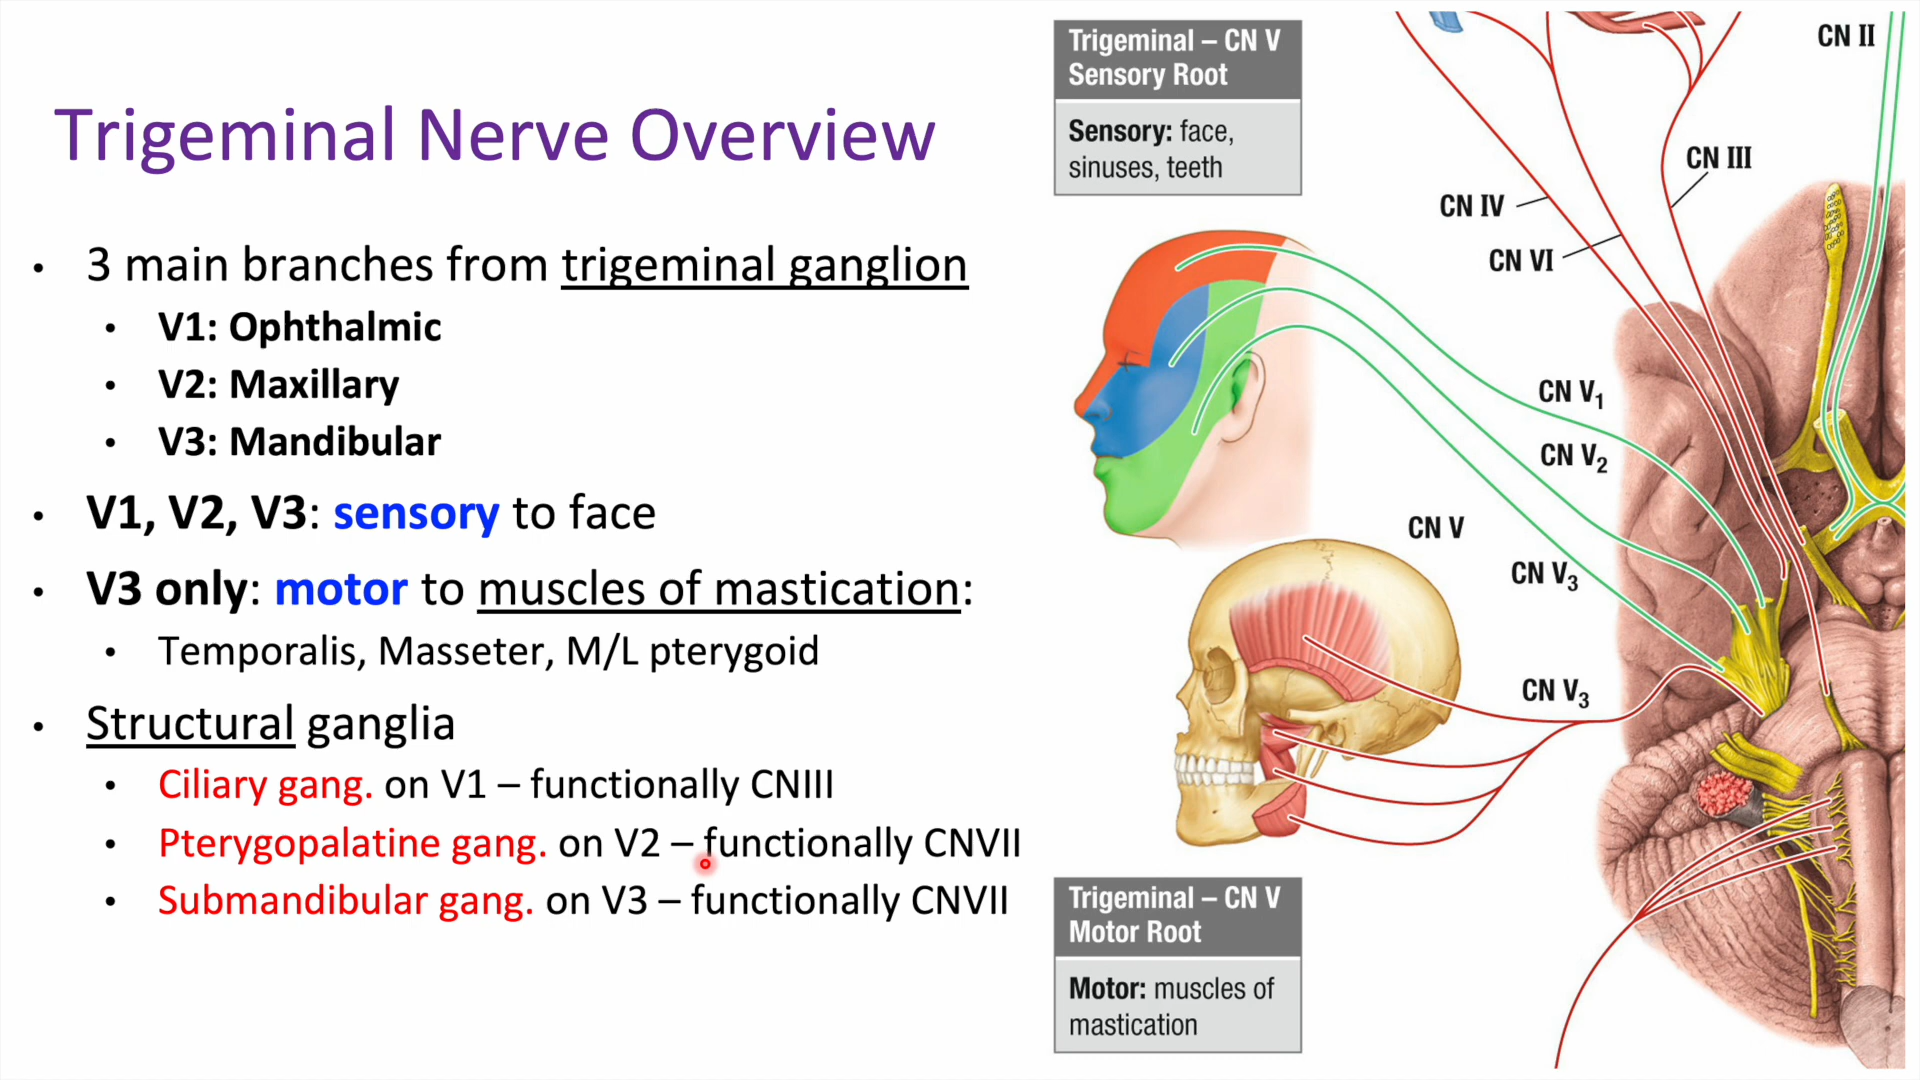 Trigeminal Nerve Overview
• 3 main branches from trigeminal ganglion
• V1: Ophthalmic
• V2: Maxillary
• V3: Mandibular
• V1, V2, V3: sensory to face
• V3 only: motor to muscles of mastication:
• Temporalis, Masseter, M/L pterygoid
• Structural ganglia
• Ciliary gang. on V1 – functionally CNIII
• Pterygopalatine gang. on V2 – functionally CNVII
• Submandibular gang. on V3 – functionally CNVII
Trigeminal – CN V
Sensory Root
Sensory: face,
sinuses, teeth
CN II
CN III
CN IV
CN VI
CN V₁
CN V₂
CN V
CN V₃
CN V₃
Trigeminal – CN V
Motor Root
Motor: muscles of
mastication